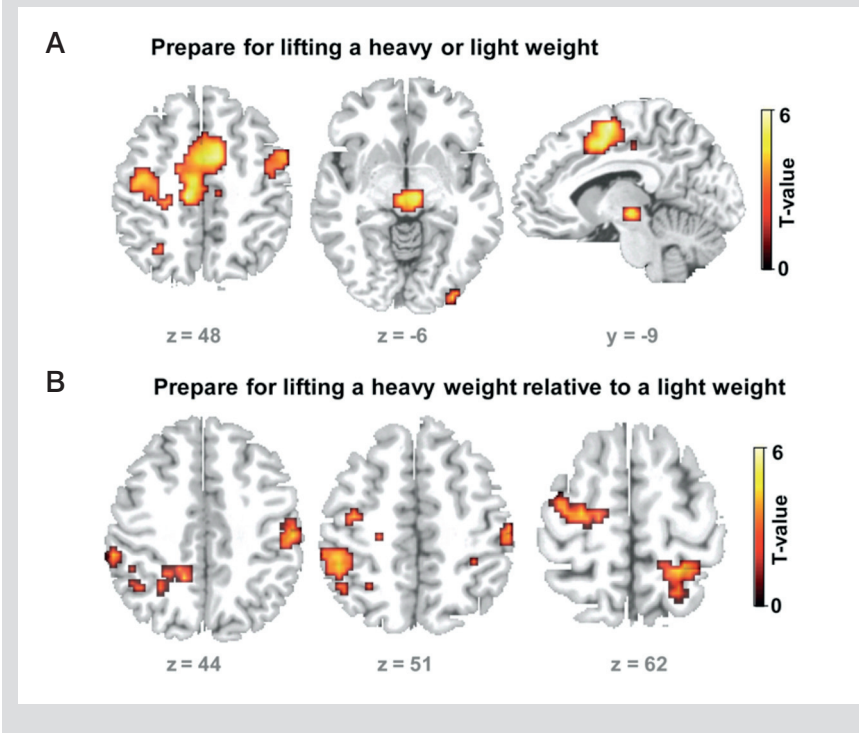 A
Prepare for lifting a heavy or light weight
6
T-value
0
z = 48
z = -6
y = -9
B
Prepare for lifting a heavy weight relative to a light weight
6
T-value
0
z = 44
z = 51
z = 62